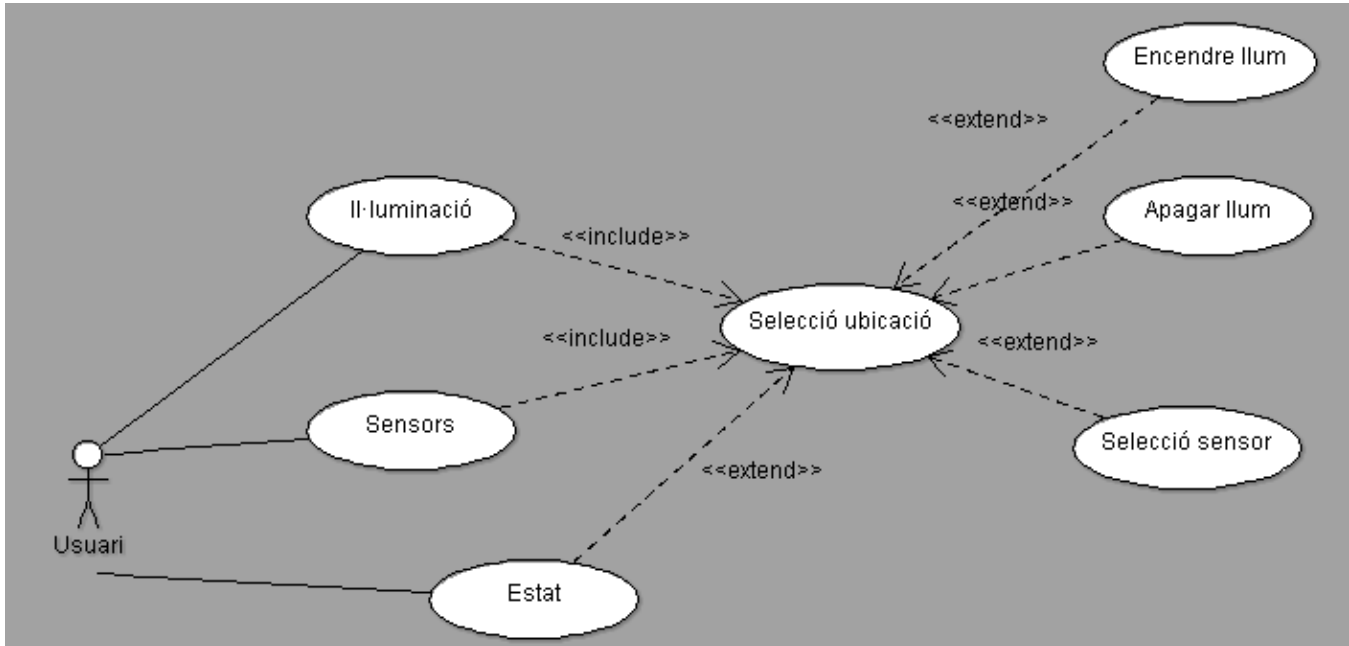 Encendre llum
<<extend>>
Il·luminació
<<extend>>
Apagar llum
<<include>>
Selecció ubicació
<<include>>
<<extend>>
Sensors
Selecció sensor
<<extend>>
Usuari
Estat